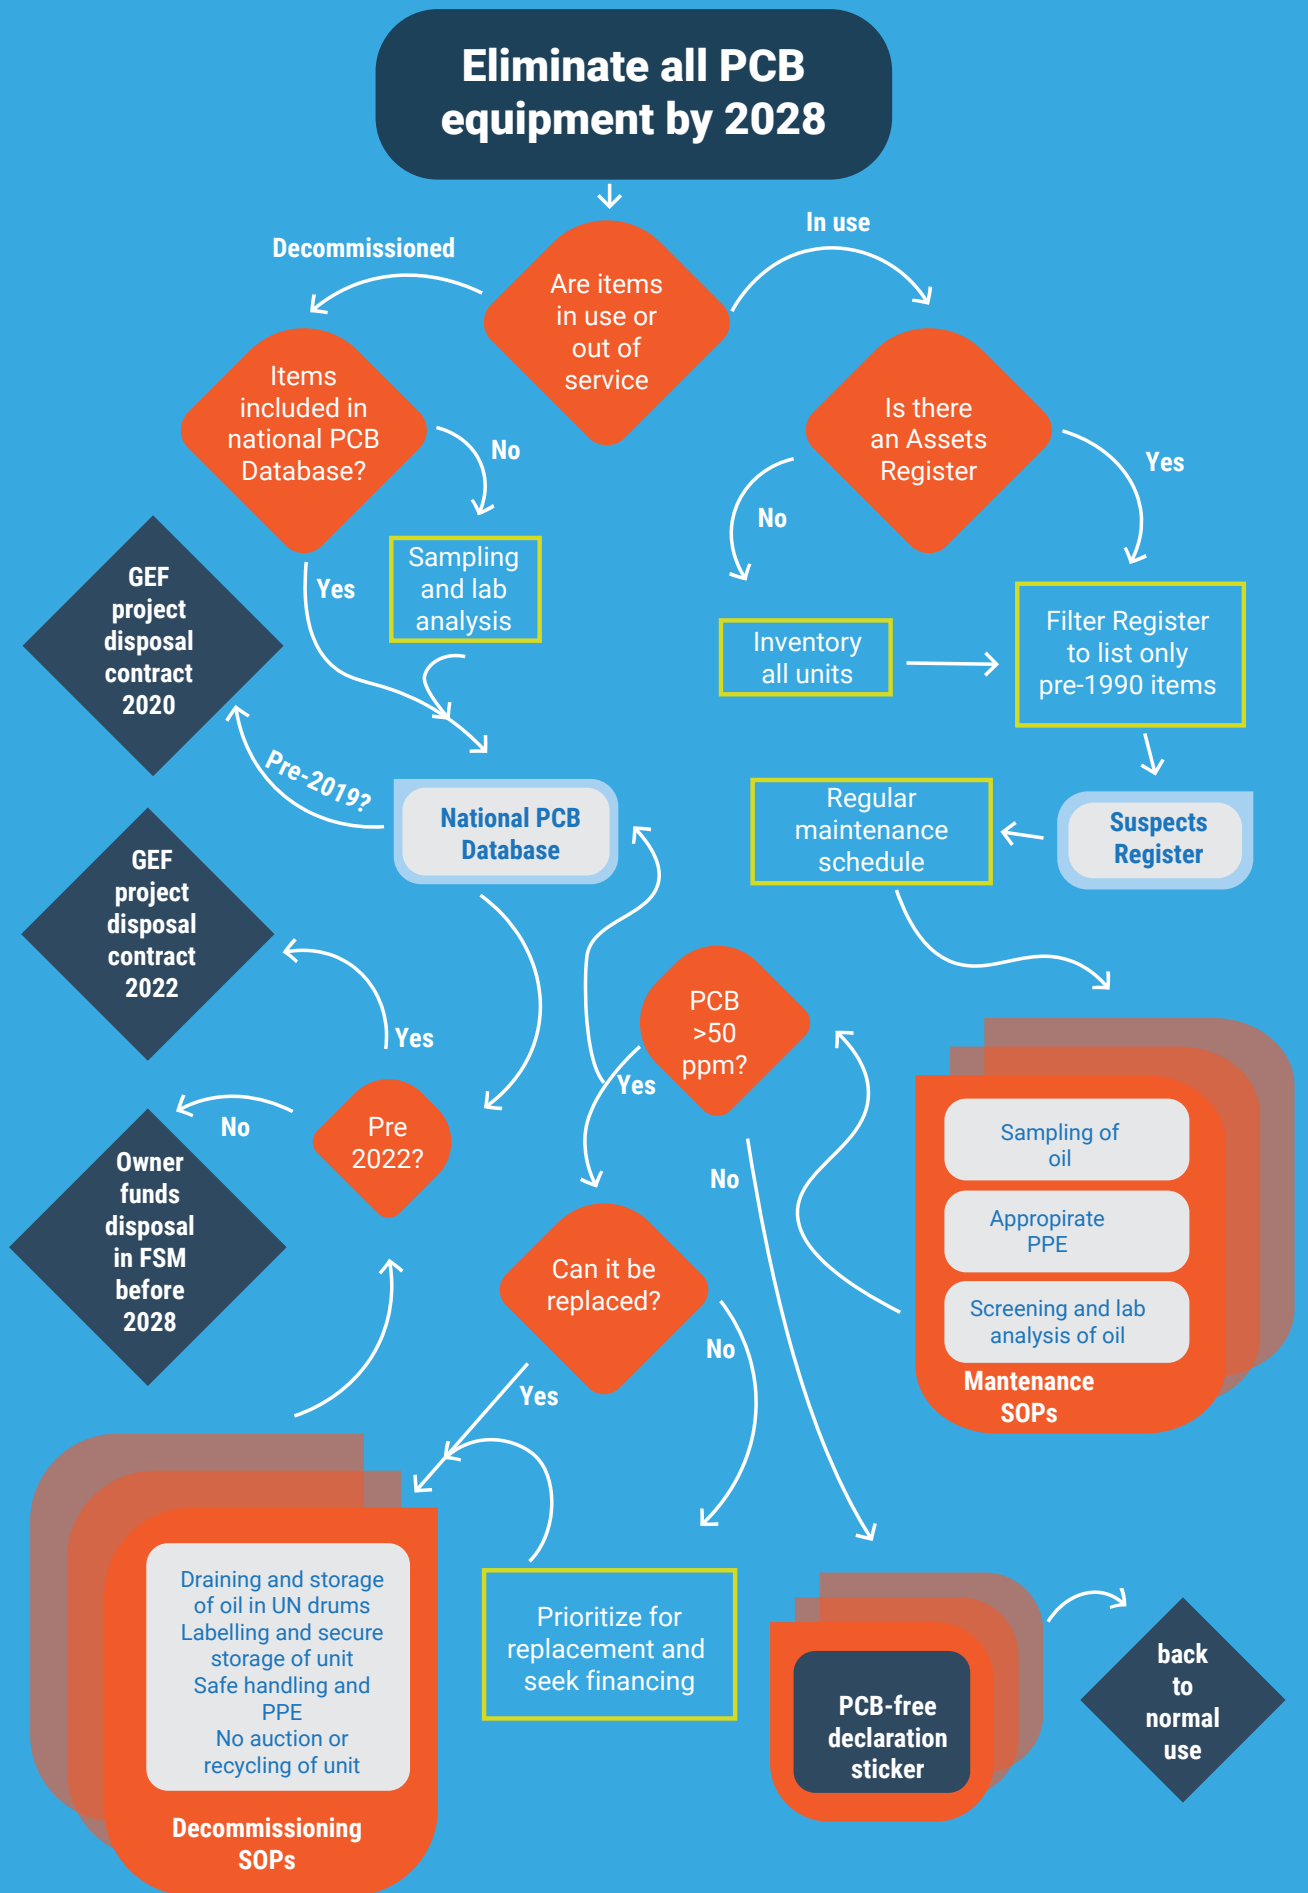 Eliminate all PCB
equipment by 2028
Decommissioned
In use
Are items
in use or
out of
service
Items
included in
national PCB
Database?
No
Is there
an Assets
Register
Yes
No
Yes
Sampling
and lab
analysis
GEF
project
disposal
contract
2020
Inventory
all units
Filter Register
to list only
pre-1990 items
Pre-2019?
National PCB
Database
Regular
maintenance
schedule
Suspects
Register
GEF
project
disposal
contract
2022
Yes
PCB
>50
ppm?
Yes
No
Pre
2022?
No
Owner
funds
disposal
in FSM
before
2028
Sampling of
oil
Appropirate
PPE
Screening and lab
analysis of oil
Mantenance
SOPs
Can it be
replaced?
No
Yes
Draining and storage
of oil in UN drums
Labelling and secure
storage of unit
Safe handling and
PPE
No auction or
recycling of unit
Decommissioning
SOPs
Prioritize for
replacement and
seek financing
PCB-free
declaration
sticker
back
to
normal
use